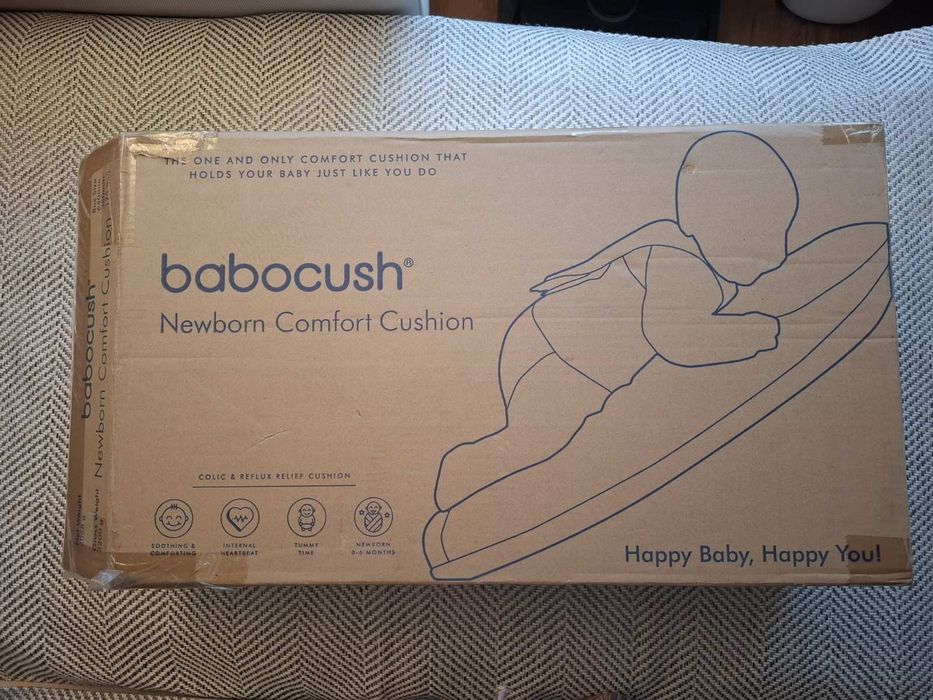 THE ONE AND ONLY COMFORT CUSHION THAT
HOLDS YOUR BABY JUST LIKE YOU DO
babocush®
Newborn Comfort Cushion
COLIC & REFLUX RELIEF CUSHION
SOOTHING &
COMFORTING
INTERNAL
HEARTBEAT
TUMMY
TIME
NEWBORN
0-6 MONTHS
Happy Baby, Happy You!
babocush
Newborn Comfort Cushion
Gross Weight